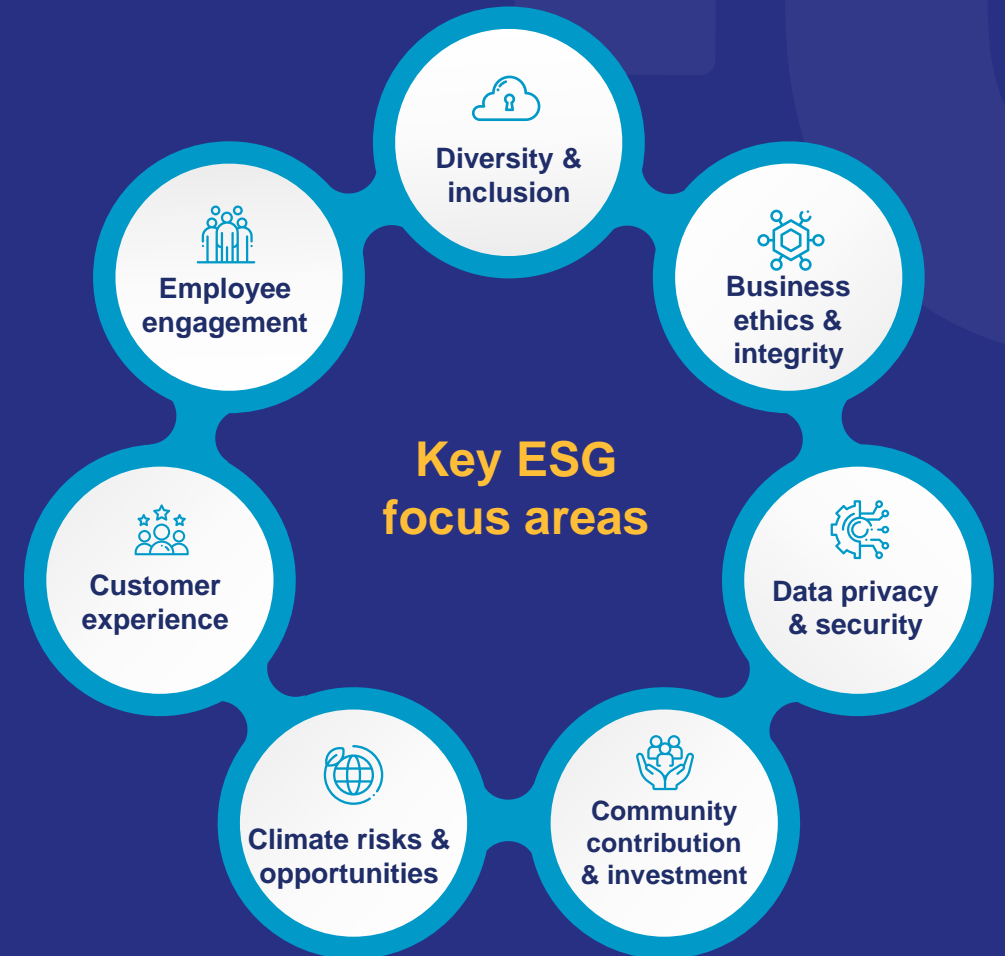 Diversity &
inclusion
Employee
engagement
Business
ethics &
integrity
Key ESG
focus areas
Customer
experience
Data privacy
& security
Climate risks &
opportunities
Community
contribution
& investment